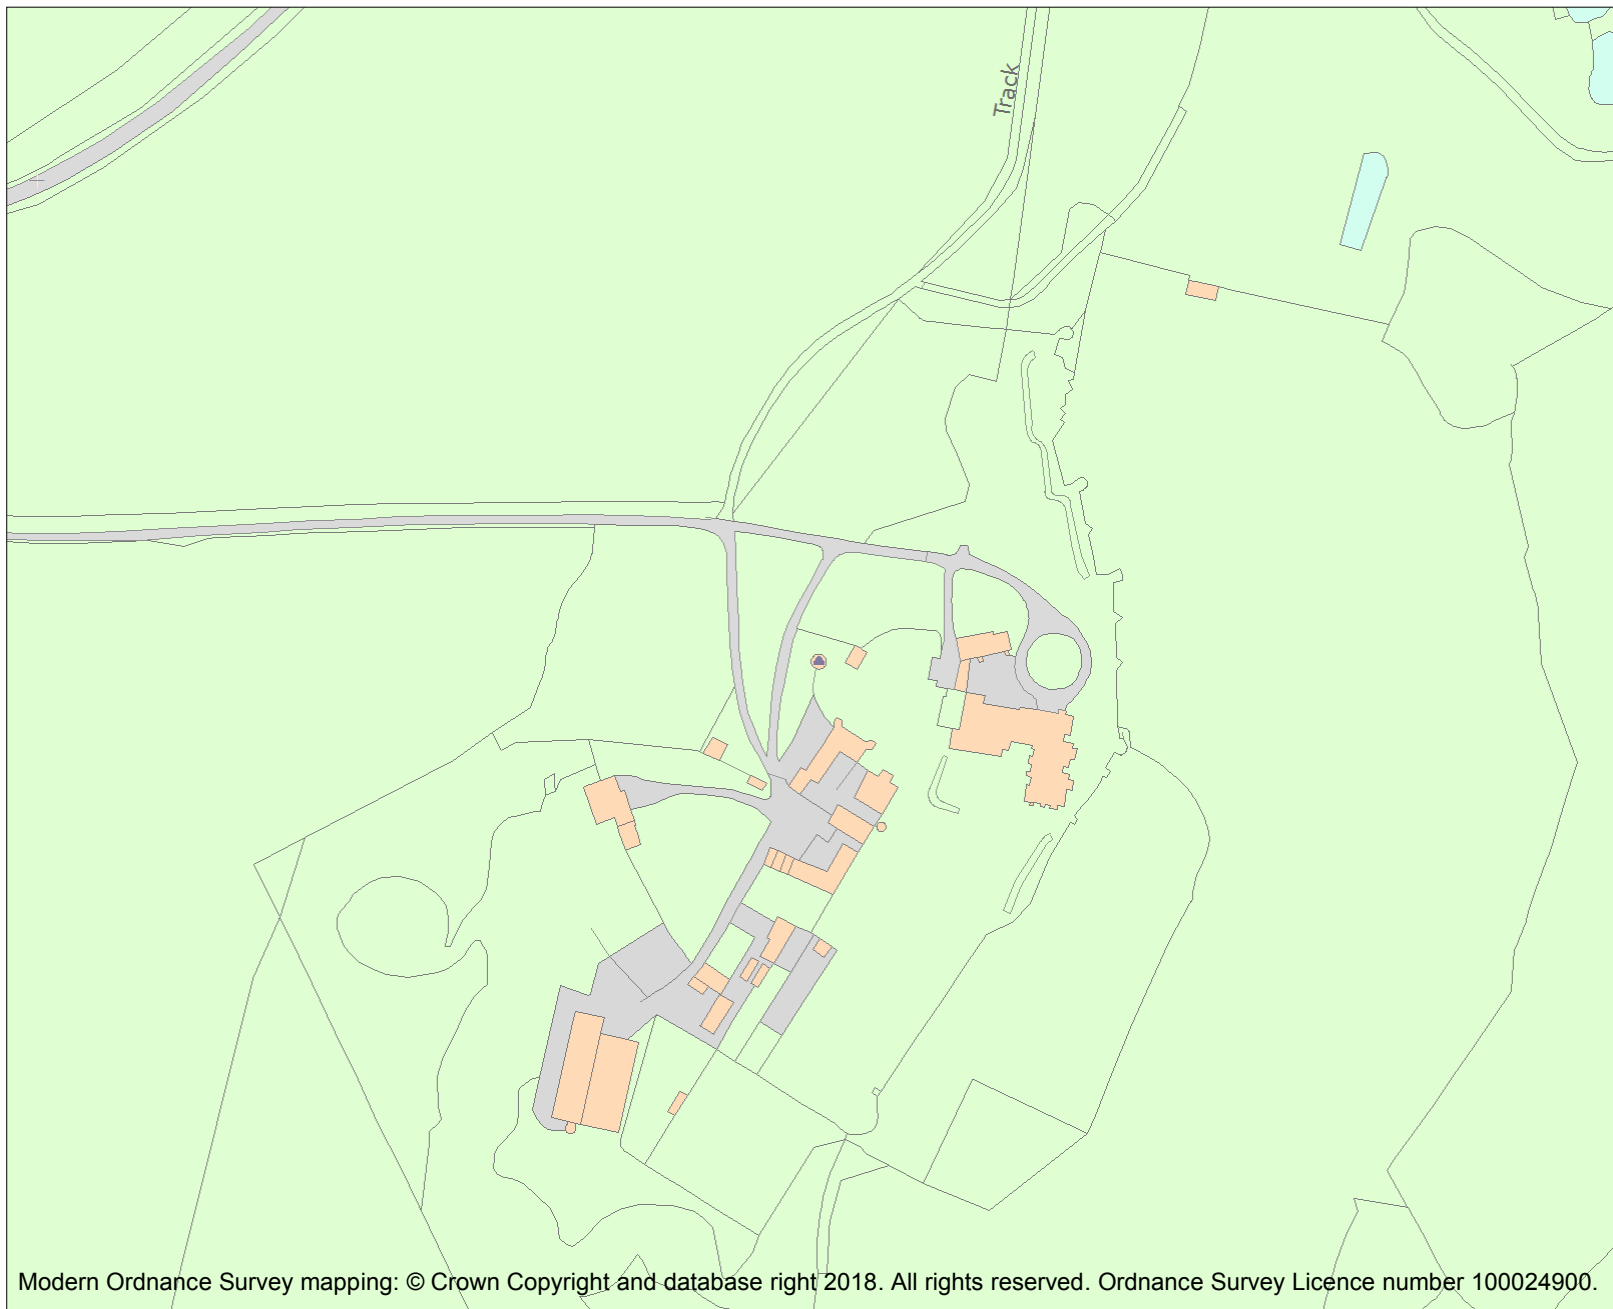 Track
Modern Ordnance Survey mapping: © Crown Copyright and database right 2018. All rights reserved. Ordnance Survey Licence number 100024900.